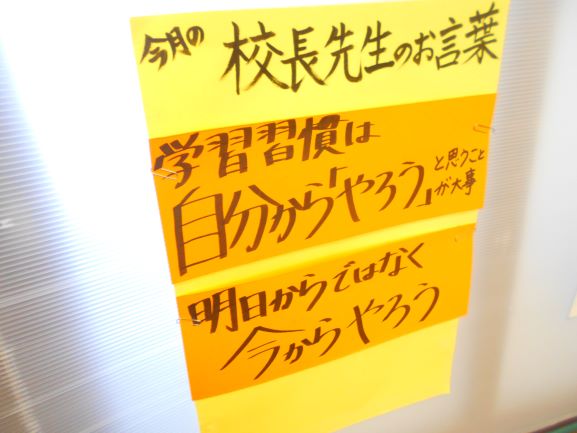 今月の 校長先生のお言葉
学習習慣は
自分から「やろう」と思うことが大事
明日からではなく
今からやろう